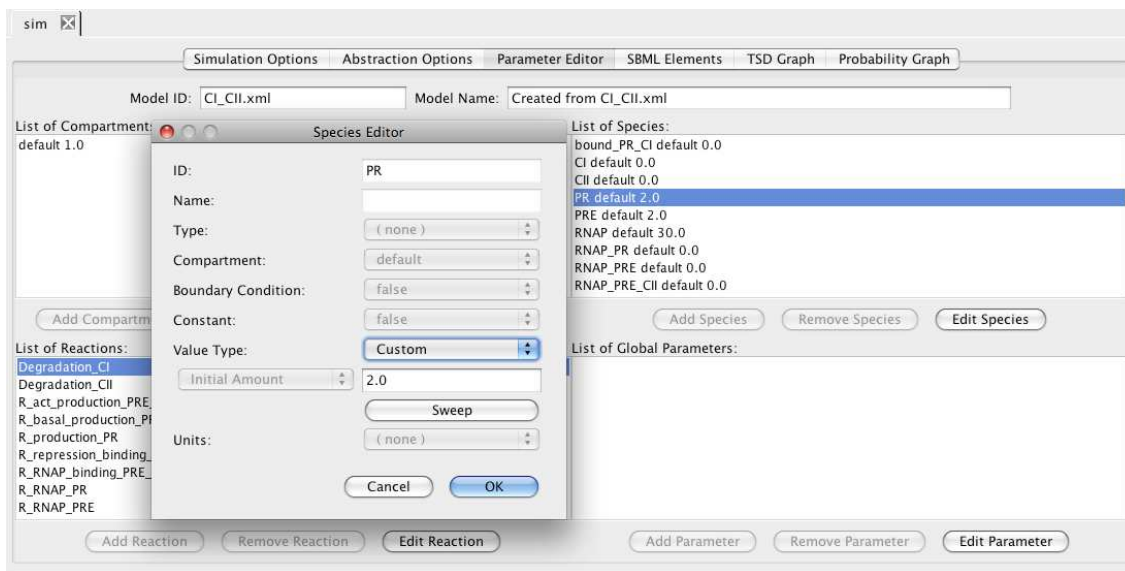 sim
Simulation Options Abstraction Options Parameter Editor SBML Elements TSD Graph Probability Graph
Model ID: CI_CII.xml Model Name: Created from CI_CII.xml
List of Compartment
default 1.0
Species Editor
ID: PR
Name:
Type: ( none )
Compartment: default
Boundary Condition: false
Constant: false
Value Type: Custom
Initial Amount 2.0
Sweep
Units: ( none )
Cancel OK
List of Species:
bound_PR_CI default 0.0
CI default 0.0
CII default 0.0
PR default 2.0
PRE default 2.0
RNAP default 30.0
RNAP_PR default 0.0
RNAP_PRE default 0.0
RNAP_PRE_CII default 0.0
Add Compartm
Add Species Remove Species Edit Species
List of Reactions:
Degradation_CI
Degradation_CII
R_act_production_PRE_
R_basal_production_PR
R_production_PR
R_repression_binding_
R_RNAP_binding_PRE_
R_RNAP_PR
R_RNAP_PRE
List of Global Parameters:
Add Reaction Remove Reaction Edit Reaction
Add Parameter Remove Parameter Edit Parameter